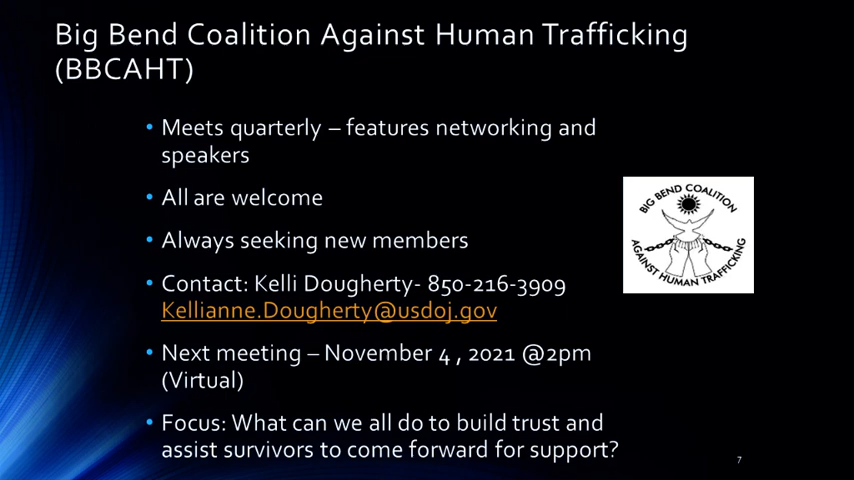 Big Bend Coalition Against Human Trafficking
(BBCAHT)
• Meets quarterly – features networking and
speakers
• All are welcome
• Always seeking new members
• Contact: Kelli Dougherty- 850-216-3909
Kellianne.Dougherty@usdoj.gov
• Next meeting – November 4 , 2021 @2pm
(Virtual)
• Focus: What can we all do to build trust and
assist survivors to come forward for support?
BIG BEND COALITION
AGAINST HUMAN TRAFFICKING
7